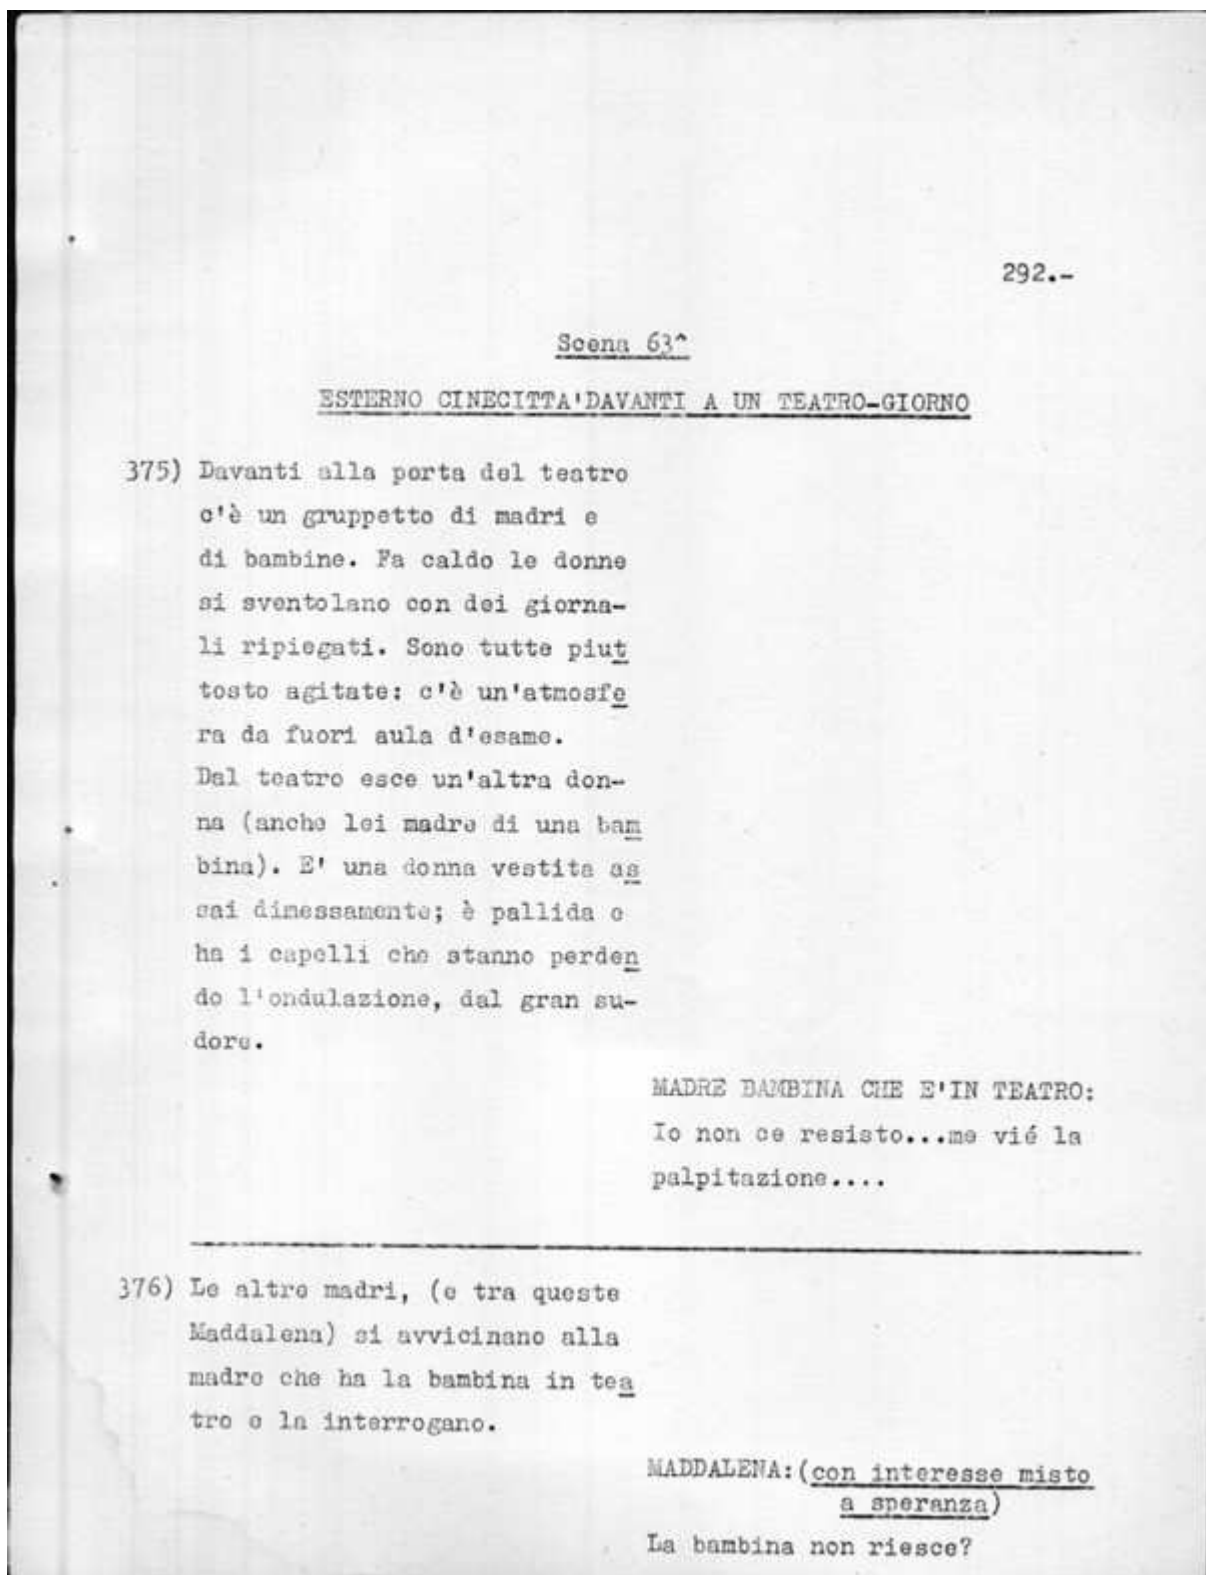 292.-
Scena 63^
ESTERNO CINECITTA'DAVANTI A UN TEATRO-GIORNO
375) Davanti alla porta del teatro
c'è un gruppetto di madri e
di bambine. Fa caldo le donne
si sventolano con dei giorna-
li ripiegati. Sono tutte piut
tosto agitate: c'è un'atmosfe
ra da fuori aula d'esame.
Dal teatro esce un'altra don-
na (anche lei madre di una bam
bina). E' una donna vestita as
sai dimessamente; è pallida e
ha i capelli che stanno perden
do l'ondulazione, dal gran su-
dore.
MADRE BAMBINA CHE E'IN TEATRO:
Io non ce resisto...me vié la
palpitazione....
376) Le altre madri, (e tra queste
Maddalena) si avvicinano alla
madre che ha la bambina in tea
tro e la interrogano.
MADDALENA:(con interesse misto
a speranza)
La bambina non riesce?